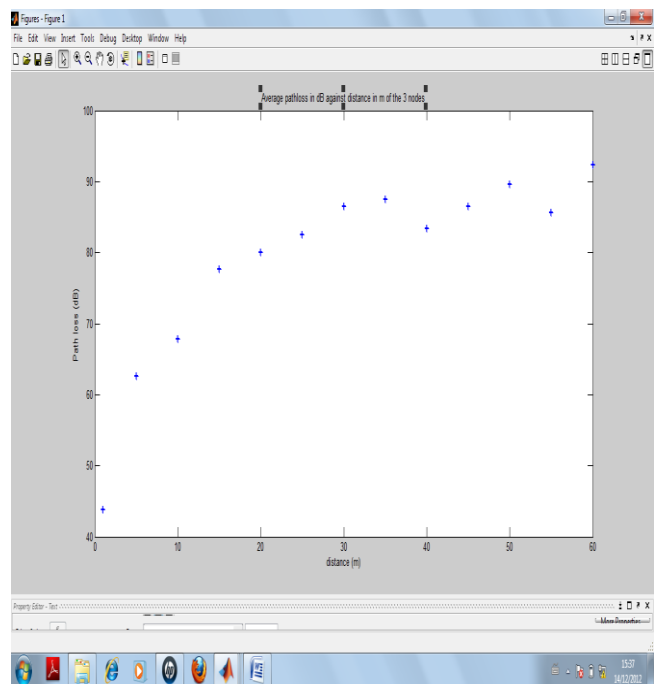 Figures - Figure 1
File Edit View Insert Tools Debug Desktop Window Help
Average pathloss in dB against distance in m of the 3 nodes
100
90
80
70
60
50
40
Path loss (dB)
0 10 20 30 40 50 60
distance (m)
Property Editor - Text
More Properties
15:37
14/12/2012